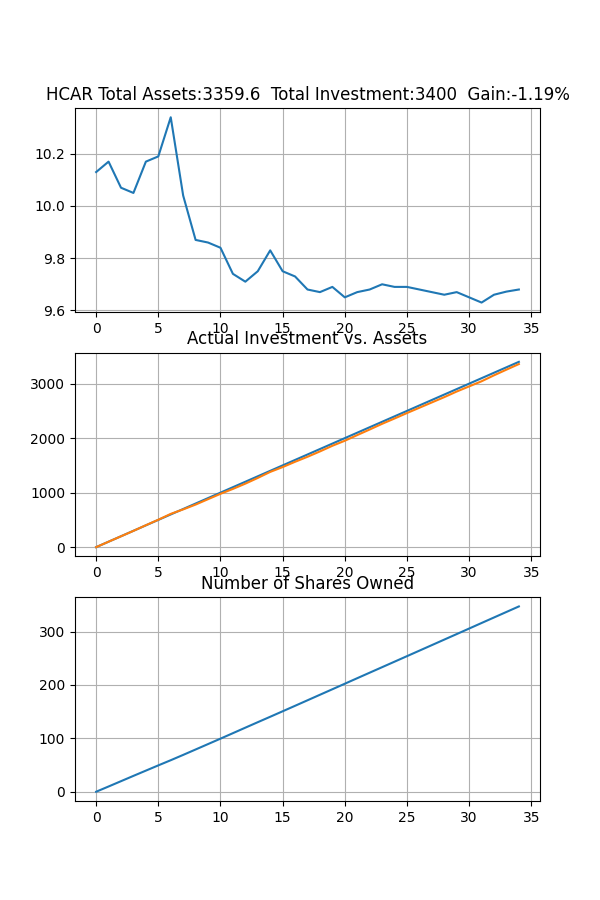 HCAR Total Assets:3359.6  Total Investment:3400  Gain:-1.19%
10.2
10.0
9.8
9.6
0 5 10 15 20 25 30 35
Actual Investment vs. Assets
3000
2000
1000
0
0 5 10 15 20 25 30 35
Number of Shares Owned
300
200
100
0
0 5 10 15 20 25 30 35